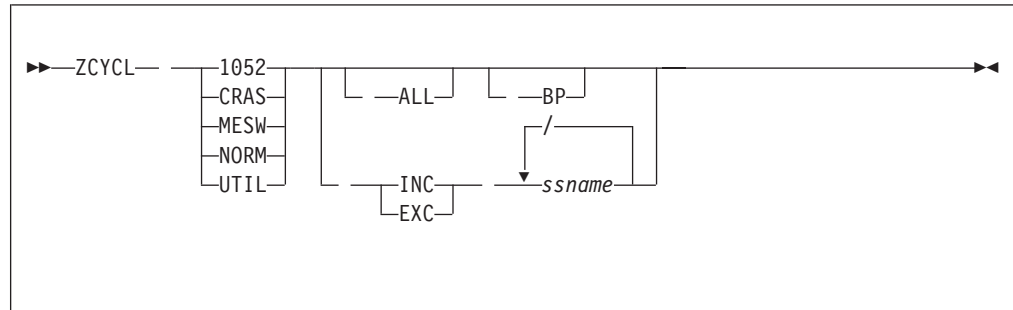 ZCYCL 1052
CRAS ALL BP
MESW /
NORM
UTIL INC ssname
EXC